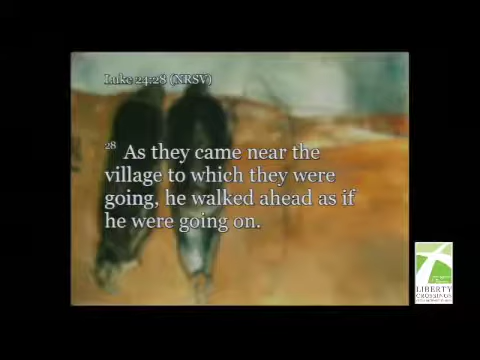 Luke 24:28 (NRSV)
28 As they came near the
village to which they were
going, he walked ahead as if
he were going on.
LIBERTY
CROSSINGS